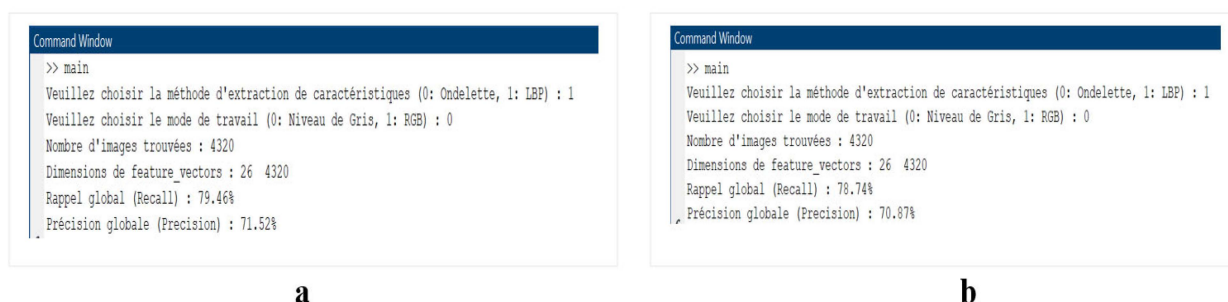 Command Window
>> main
Veuillez choisir la méthode d'extraction de caractéristiques (0: Ondelette, 1: LBP) : 1
Veuillez choisir le mode de travail (0: Niveau de Gris, 1: RGB) : 0
Nombre d'images trouvées : 4320
Dimensions de feature_vectors : 26 4320
Rappel global (Recall) : 79.46%
Précision globale (Precision) : 71.52%
a
Command Window
>> main
Veuillez choisir la méthode d'extraction de caractéristiques (0: Ondelette, 1: LBP) : 1
Veuillez choisir le mode de travail (0: Niveau de Gris, 1: RGB) : 0
Nombre d'images trouvées : 4320
Dimensions de feature_vectors : 26 4320
Rappel global (Recall) : 78.74%
Précision globale (Precision) : 70.87%
b